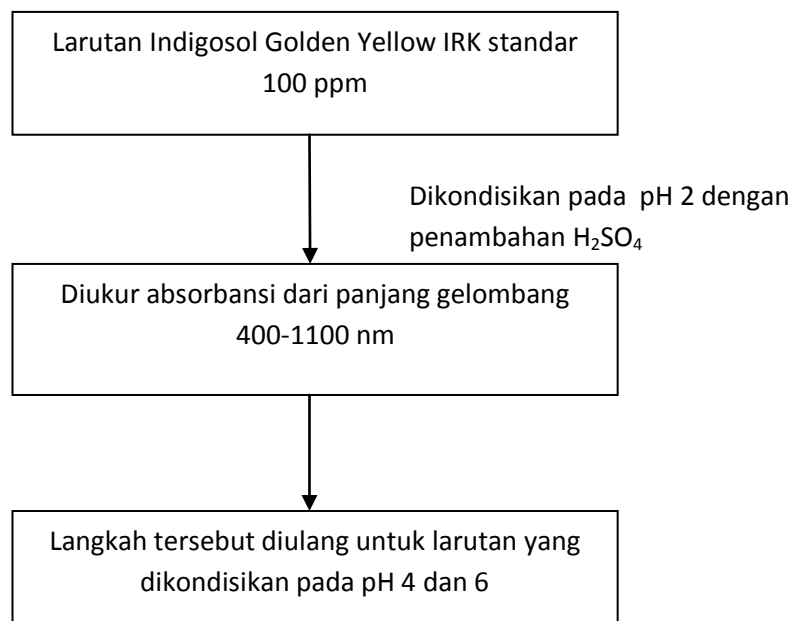 Larutan Indigosol Golden Yellow IRK standar
100 ppm
Dikondisikan pada pH 2 dengan
penambahan H₂SO₄
Diukur absorbansi dari panjang gelombang
400-1100 nm
Langkah tersebut diulang untuk larutan yang
dikondisikan pada pH 4 dan 6